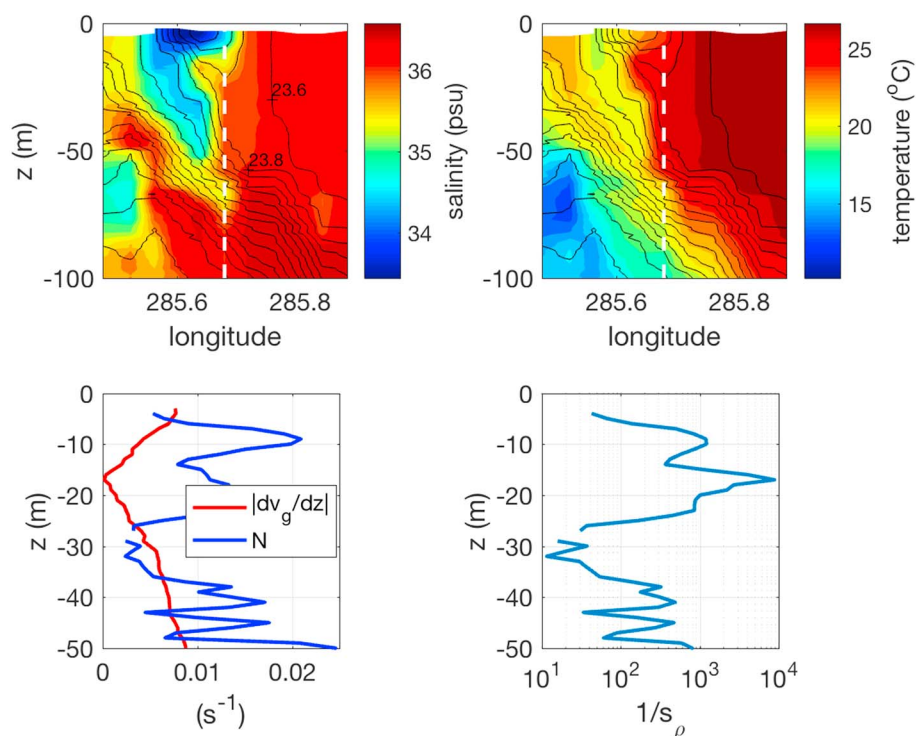 0
-50
-100
z (m)
23.6
23.8
285.6 285.8
longitude
36
35
34
salinity (psu)
0
-50
-100
285.6 285.8
longitude
25
20
15
temperature (°C)
0
-10
-20
-30
-40
-50
z (m)
|dv_g/dz|
N
0 0.01 0.02
(s⁻¹)
0
-10
-20
-30
-40
-50
z (m)
10¹ 10² 10³ 10⁴
1/s_ρ